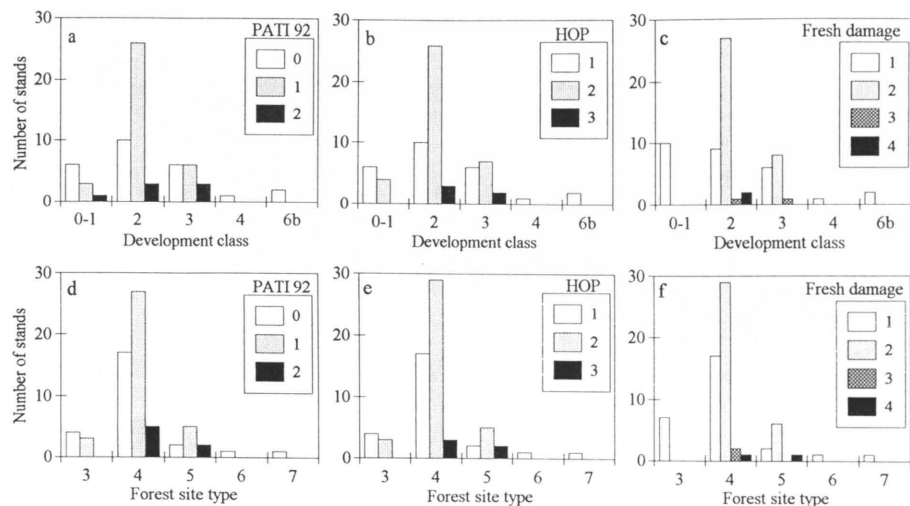 a
PATI 92
0
1
2
Number of stands
30
20
10
0
0-1 2 3 4 6b
Development class
b
HOP
1
2
3
30
20
10
0
0-1 2 3 4 6b
Development class
c
Fresh damage
1
2
3
4
30
20
10
0
0-1 2 3 4 6b
Development class
d
PATI 92
0
1
2
Number of stands
30
20
10
0
3 4 5 6 7
Forest site type
e
HOP
1
2
3
30
20
10
0
3 4 5 6 7
Forest site type
f
Fresh damage
1
2
3
4
30
20
10
0
3 4 5 6 7
Forest site type